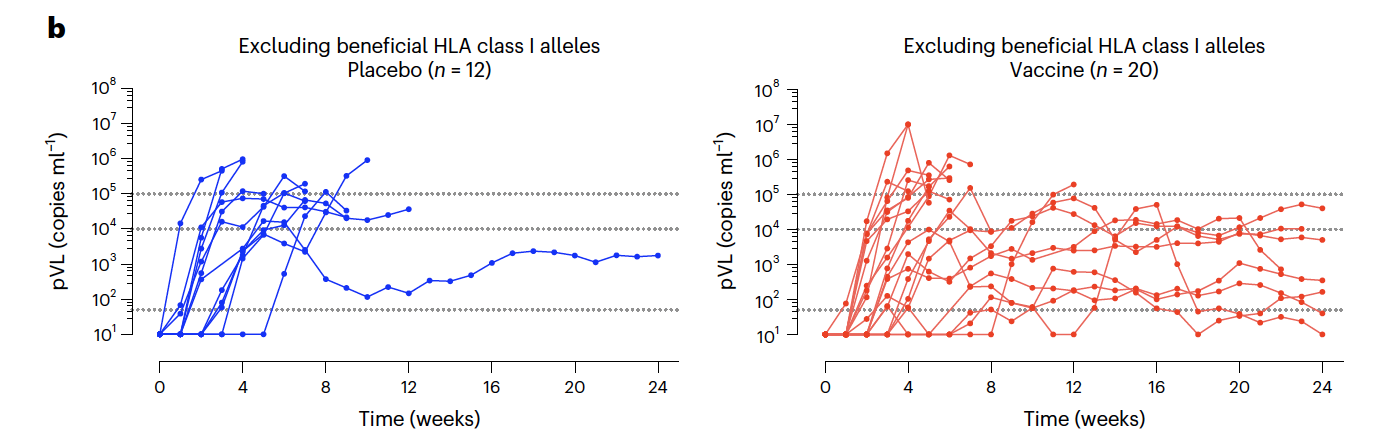 b
Excluding beneficial HLA class I alleles
Placebo (n = 12)
pVL (copies ml⁻¹)
10⁸
10⁷
10⁶
10⁵
10⁴
10³
10²
10¹
0 4 8 12 16 20 24
Time (weeks)
Excluding beneficial HLA class I alleles
Vaccine (n = 20)
pVL (copies ml⁻¹)
10⁸
10⁷
10⁶
10⁵
10⁴
10³
10²
10¹
0 4 8 12 16 20 24
Time (weeks)